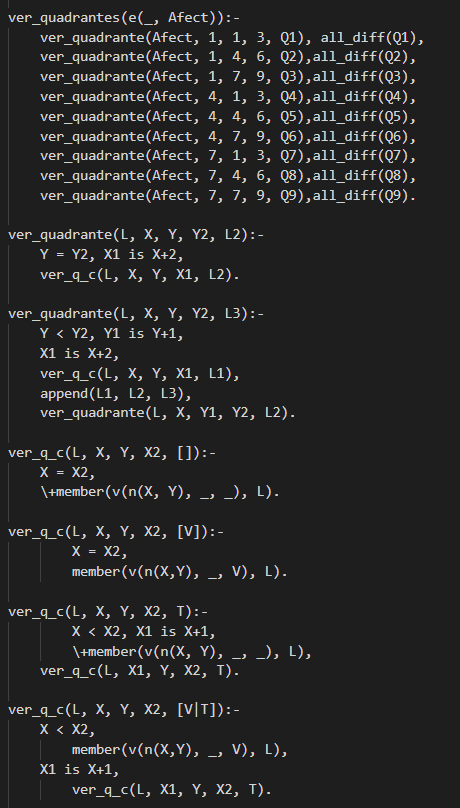 ver_quadrantes(e(_, Afect)):-
ver_quadrante(Afect, 1, 1, 3, Q1), all_diff(Q1),
ver_quadrante(Afect, 1, 4, 6, Q2),all_diff(Q2),
ver_quadrante(Afect, 1, 7, 9, Q3),all_diff(Q3),
ver_quadrante(Afect, 4, 1, 3, Q4),all_diff(Q4),
ver_quadrante(Afect, 4, 4, 6, Q5),all_diff(Q5),
ver_quadrante(Afect, 4, 7, 9, Q6),all_diff(Q6),
ver_quadrante(Afect, 7, 1, 3, Q7),all_diff(Q7),
ver_quadrante(Afect, 7, 4, 6, Q8),all_diff(Q8),
ver_quadrante(Afect, 7, 7, 9, Q9),all_diff(Q9).
ver_quadrante(L, X, Y, Y2, L2):-
Y = Y2, X1 is X+2,
ver_q_c(L, X, Y, X1, L2).
ver_quadrante(L, X, Y, Y2, L3):-
Y < Y2, Y1 is Y+1,
X1 is X+2,
ver_q_c(L, X, Y, X1, L1),
append(L1, L2, L3),
ver_quadrante(L, X, Y1, Y2, L2).
ver_q_c(L, X, Y, X2, []):-
X = X2,
\+member(v(n(X, Y), _, _), L).
ver_q_c(L, X, Y, X2, [V]):-
X = X2,
member(v(n(X,Y), _, V), L).
ver_q_c(L, X, Y, X2, T):-
X < X2, X1 is X+1,
\+member(v(n(X, Y), _, _), L),
ver_q_c(L, X1, Y, X2, T).
ver_q_c(L, X, Y, X2, [V|T]):-
X < X2,
member(v(n(X,Y), _, V), L),
X1 is X+1,
ver_q_c(L, X1, Y, X2, T).